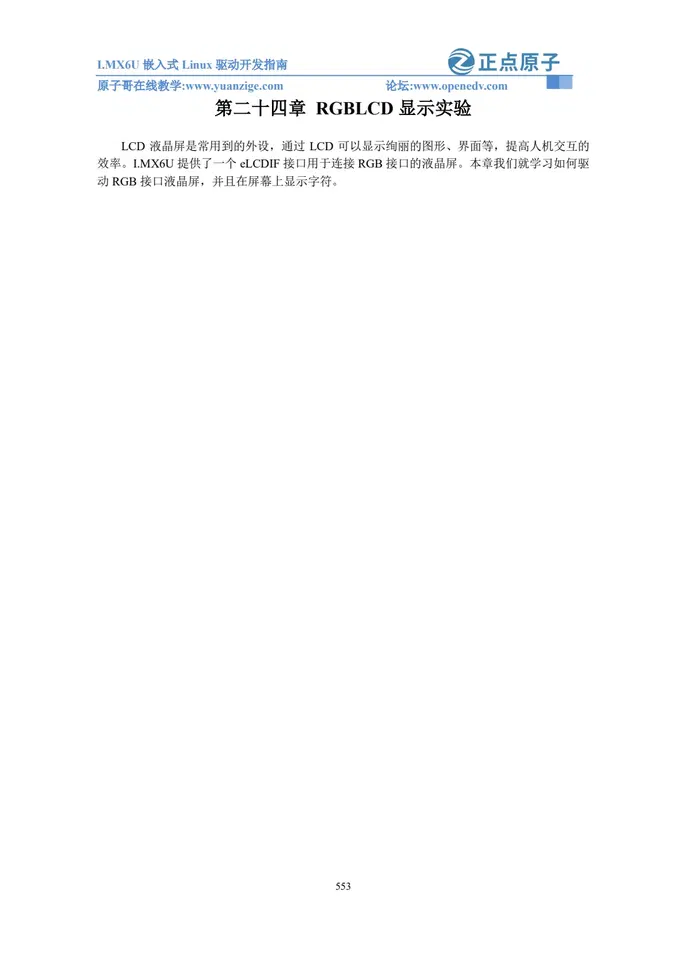 正点原子
I.MX6U 嵌入式 Linux 驱动开发指南
原子哥在线教学:www.yuanzige.com 论坛:www.openedv.com
第二十四章 RGBLCD 显示实验
LCD 液晶屏是常用到的外设，通过 LCD 可以显示绚丽的图形、界面等，提高人机交互的
效率。I.MX6U 提供了一个 eLCDIF 接口用于连接 RGB 接口的液晶屏。本章我们就学习如何驱
动 RGB 接口液晶屏，并且在屏幕上显示字符。
553